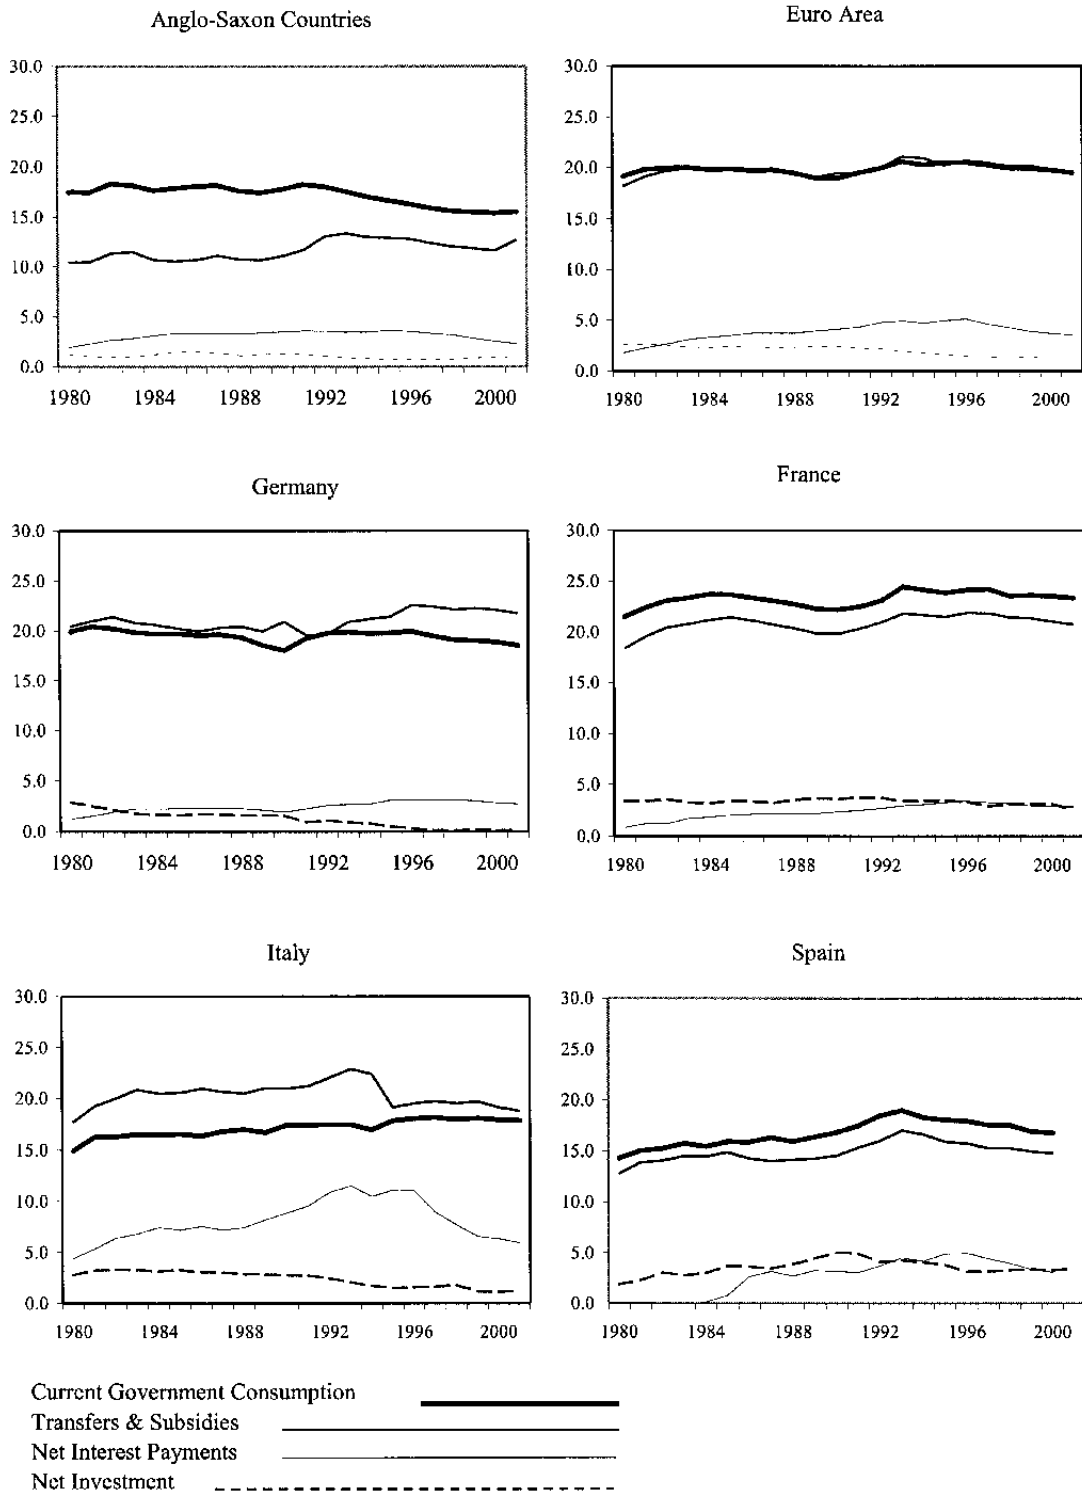 Anglo-Saxon Countries
30.0
25.0
20.0
15.0
10.0
5.0
0.0
1980 1984 1988 1992 1996 2000
Euro Area
30.0
25.0
20.0
15.0
10.0
5.0
0.0
1980 1984 1988 1992 1996 2000
Germany
30.0
25.0
20.0
15.0
10.0
5.0
0.0
1980 1984 1988 1992 1996 2000
France
30.0
25.0
20.0
15.0
10.0
5.0
0.0
1980 1984 1988 1992 1996 2000
Italy
30.0
25.0
20.0
15.0
10.0
5.0
0.0
1980 1984 1988 1992 1996 2000
Spain
30.0
25.0
20.0
15.0
10.0
5.0
0.0
1980 1984 1988 1992 1996 2000
Current Government Consumption
Transfers & Subsidies
Net Interest Payments
Net Investment